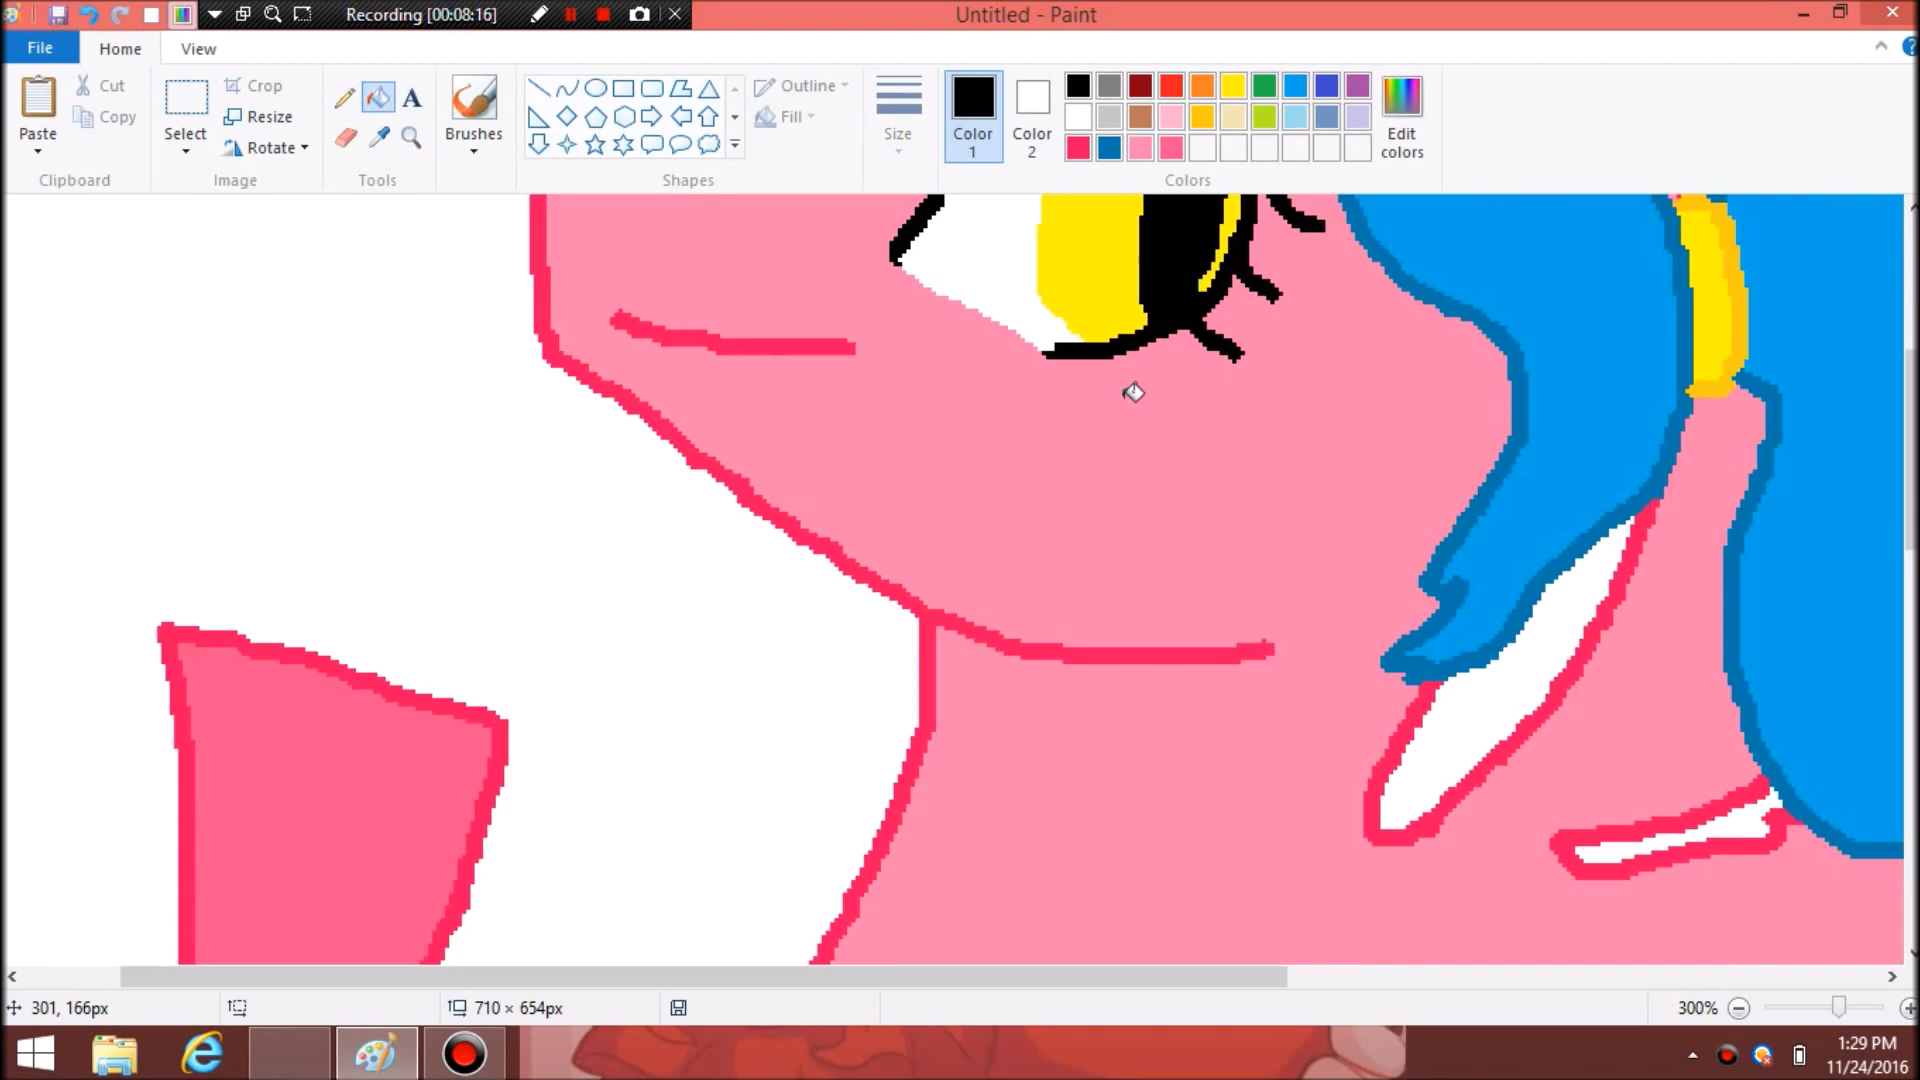 Recording [00:08:16]
Untitled - Paint
File
Home
View
Paste
Cut
Copy
Clipboard
Select
Crop
Resize
Rotate
Image
A
Tools
Brushes
Shapes
Outline
Fill
Size
Color
1
Color
2
Colors
Edit
colors
301, 166px
710 × 654px
300%
1:29 PM
11/24/2016